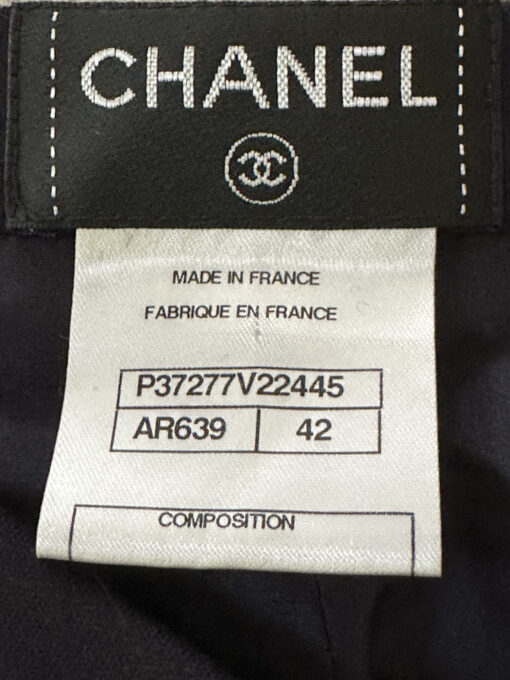 CHANEL
MADE IN FRANCE
FABRIQUE EN FRANCE
P37277V22445
AR639 42
COMPOSITION